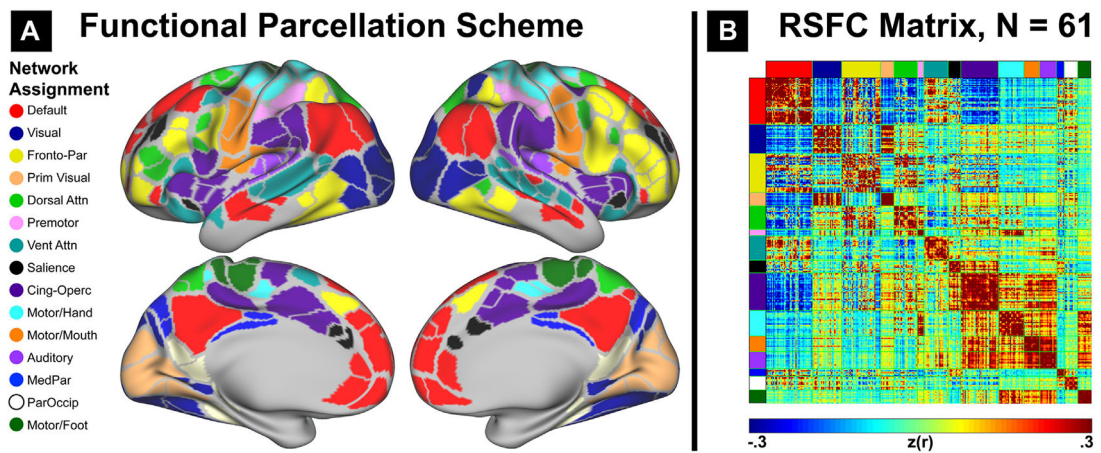 A Functional Parcellation Scheme
Network
Assignment
Default
Visual
Fronto-Par
Prim Visual
Dorsal Attn
Premotor
Vent Attn
Salience
Cing-Operc
Motor/Hand
Motor/Mouth
Auditory
MedPar
ParOccip
Motor/Foot
B RSFC Matrix, N = 61
-.3 z(r) .3